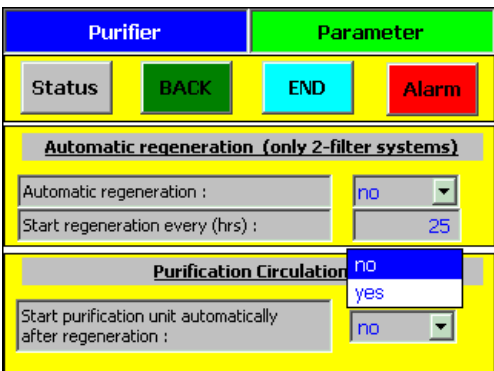 Purifier
Parameter
Status
BACK
END
Alarm
Automatic regeneration (only 2-filter systems)
Automatic regeneration :
no
Start regeneration every (hrs) :
25
Purification Circulation
no
yes
Start purification unit automatically
after regeneration :
no